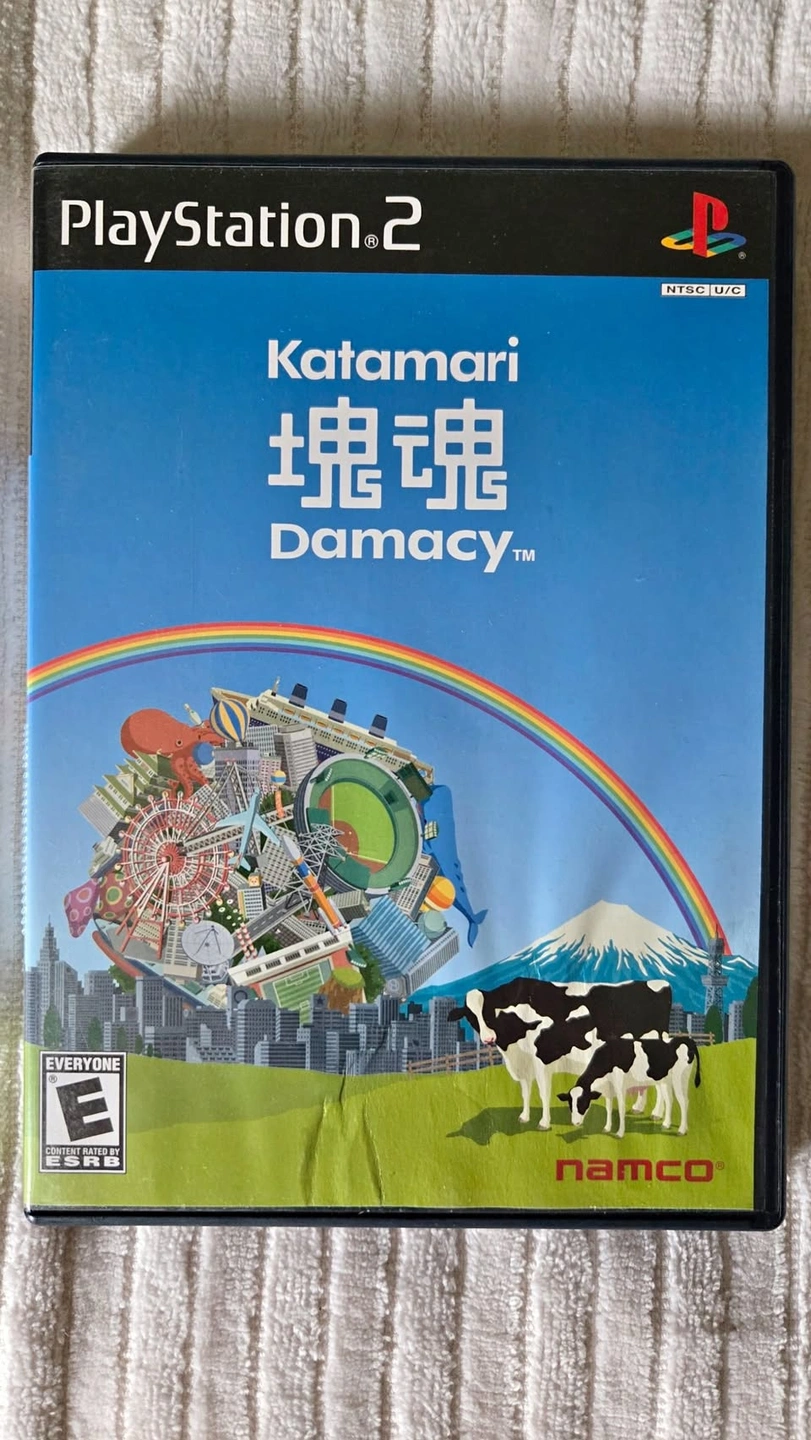 PlayStation®2
NTSC U/C
Katamari
塊魂
Damacy™
EVERYONE
E
®
CONTENT RATED BY
ESRB
namco®